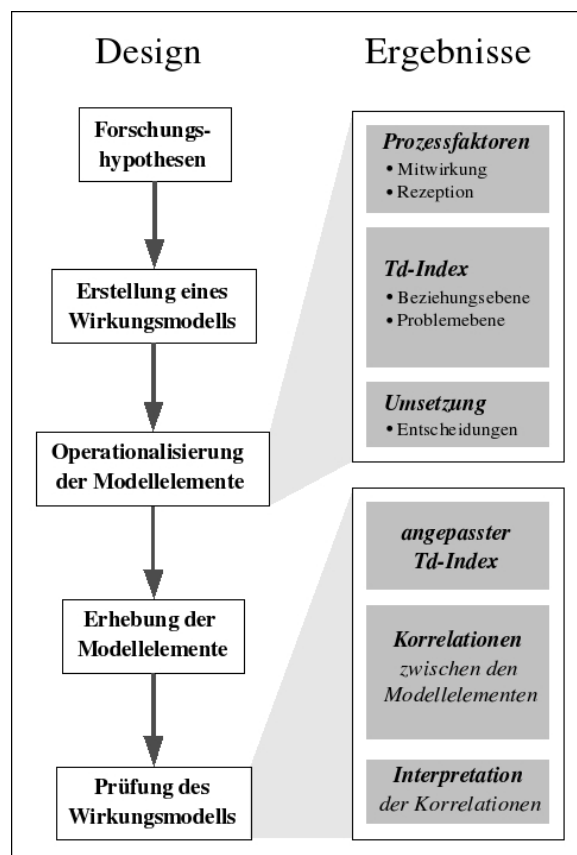 Design
Forschungs-
hypothesen
Erstellung eines
Wirkungsmodells
Operationalisierung
der Modellelemente
Erhebung der
Modellelemente
Prüfung des
Wirkungsmodells
Ergebnisse
Prozessfaktoren
• Mitwirkung
• Rezeption
Td-Index
• Beziehungsebene
• Problemebene
Umsetzung
• Entscheidungen
angepasster
Td-Index
Korrelationen
zwischen den
Modellelementen
Interpretation
der Korrelationen